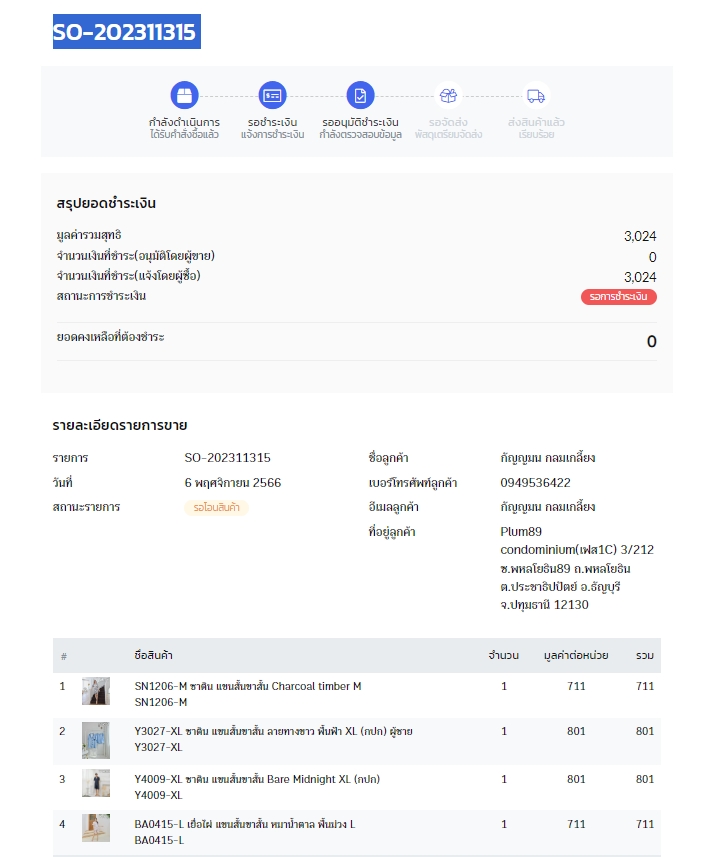 SO-202311315
กำลังดำเนินการ
ได้รับคำสั่งซื้อแล้ว
รอชำระเงิน
แจ้งการชำระเงิน
รออนุมัติชำระเงิน
กำลังตรวจสอบข้อมูล
รอจัดส่ง
พัสดุเตรียมจัดส่ง
ส่งสินค้าแล้ว
เรียบร้อย
สรุปยอดชำระเงิน
มูลค่ารวมสุทธิ 3,024
จำนวนเงินที่ชำระ(อนุมัติโดยผู้ขาย) 0
จำนวนเงินที่ชำระ(แจ้งโดยผู้ซื้อ) 3,024
สถานะการชำระเงิน รอการชำระเงิน
ยอดคงเหลือที่ต้องชำระ 0
รายละเอียดรายการขาย
รายการ SO-202311315
วันที่ 6 พฤศจิกายน 2566
สถานะรายการ รอโอนสินค้า
ชื่อลูกค้า กัญญมน กลมเกลี้ยง
เบอร์โทรศัพท์ลูกค้า 0949536422
อีเมลลูกค้า กัญญมน กลมเกลี้ยง
ที่อยู่ลูกค้า Plum89
condominium(เฟส1C) 3/212
ซ.พหลโยธิน89 ถ.พหลโยธิน
ต.ประชาธิปปัตย์ อ.ธัญบุรี
จ.ปทุมธานี 12130
# ชื่อสินค้า จำนวน มูลค่าต่อหน่วย รวม
1 SN1206-M ซาติน แขนสั้นขาสั้น Charcoal timber M 1 711 711
SN1206-M
2 Y3027-XL ซาติน แขนสั้นขาสั้น ลายทางขาว พื้นฟ้า XL (กปก) ผู้ชาย 1 801 801
Y3027-XL
3 Y4009-XL ซาติน แขนสั้นขาสั้น Bare Midnight XL (กปก) 1 801 801
Y4009-XL
4 BA0415-L เยื่อไผ่ แขนสั้นขาสั้น หมาน้ำตาล พื้นม่วง L 1 711 711
BA0415-L